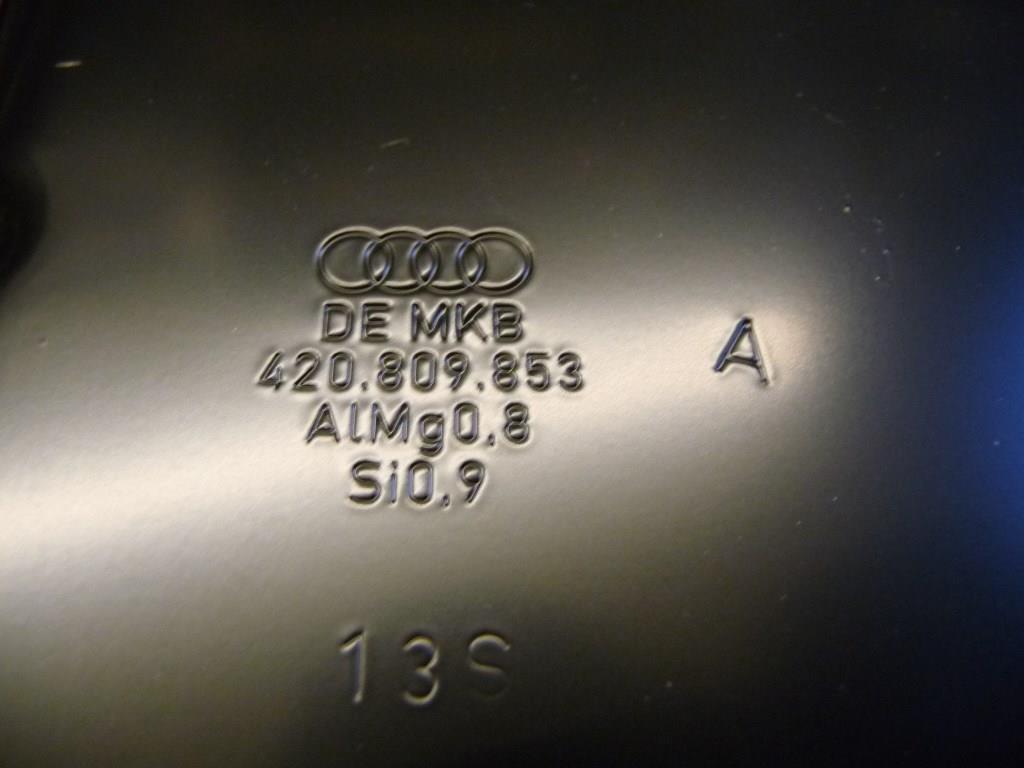 DE MKB
420.809.853
AlMg0,8
Si0,9
A
13S